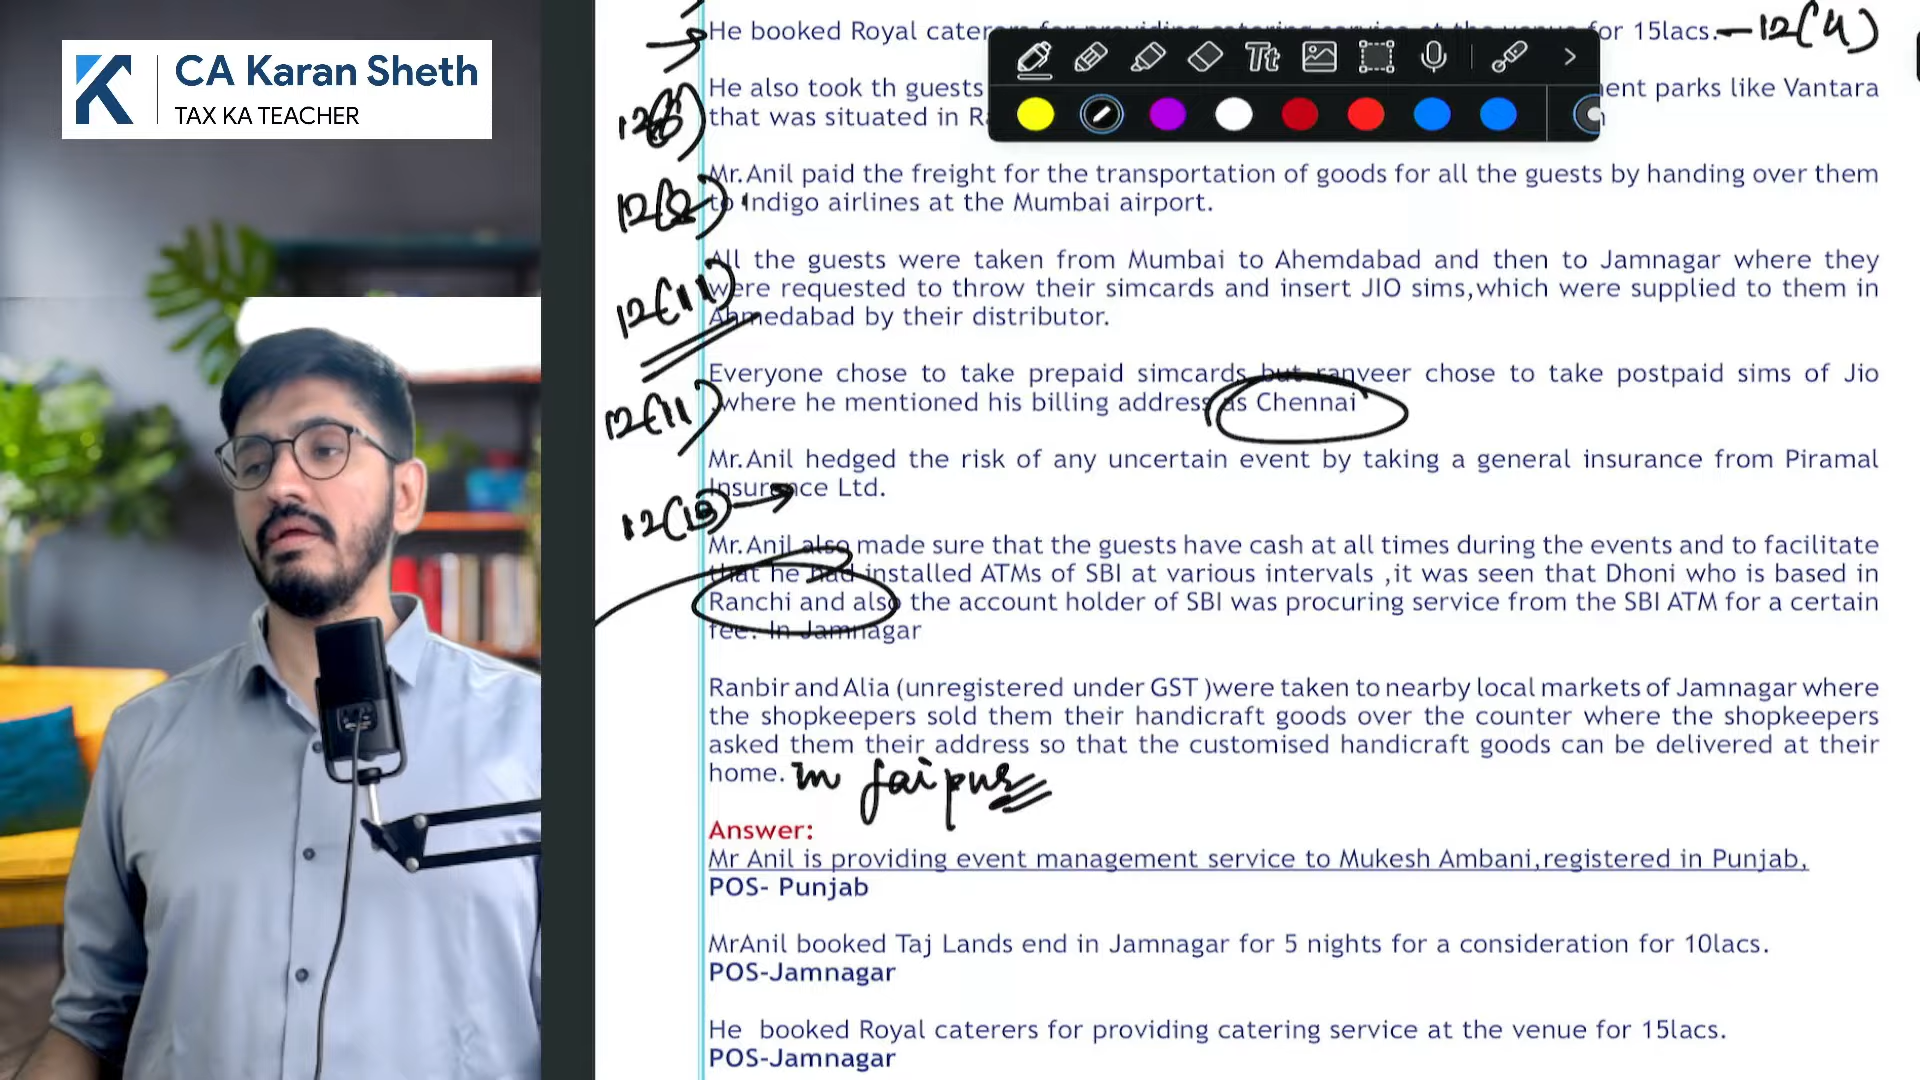 CA Karan Sheth
TAX KA TEACHER
He booked Royal caterers for providing catering service at the venue for 15lacs. 12(4)
He also took th guests ent parks like Vantara
that was situated in
12(2)
Mr.Anil paid the freight for the transportation of goods for all the guests by handing over them
to Indigo airlines at the Mumbai airport.
12(11)
All the guests were taken from Mumbai to Ahemdabad and then to Jamnagar where they
were requested to throw their simcards and insert JIO sims,which were supplied to them in
Ahmedabad by their distributor.
12(11)
Everyone chose to take prepaid simcards but ranveer chose to take postpaid sims of Jio
where he mentioned his billing address as Chennai
Mr.Anil hedged the risk of any uncertain event by taking a general insurance from Piramal
Insurance Ltd.
12(13)
Mr.Anil also made sure that the guests have cash at all times during the events and to facilitate
that he had installed ATMs of SBI at various intervals ,it was seen that Dhoni who is based in
Ranchi and also the account holder of SBI was procuring service from the SBI ATM for a certain
fee. In Jamnagar
Ranbir and Alia (unregistered under GST )were taken to nearby local markets of Jamnagar where
the shopkeepers sold them their handicraft goods over the counter where the shopkeepers
asked them their address so that the customised handicraft goods can be delivered at their
home. In Jaipur
Answer:
Mr Anil is providing event management service to Mukesh Ambani,registered in Punjab,
POS- Punjab
MrAnil booked Taj Lands end in Jamnagar for 5 nights for a consideration for 10lacs.
POS-Jamnagar
He booked Royal caterers for providing catering service at the venue for 15lacs.
POS-Jamnagar